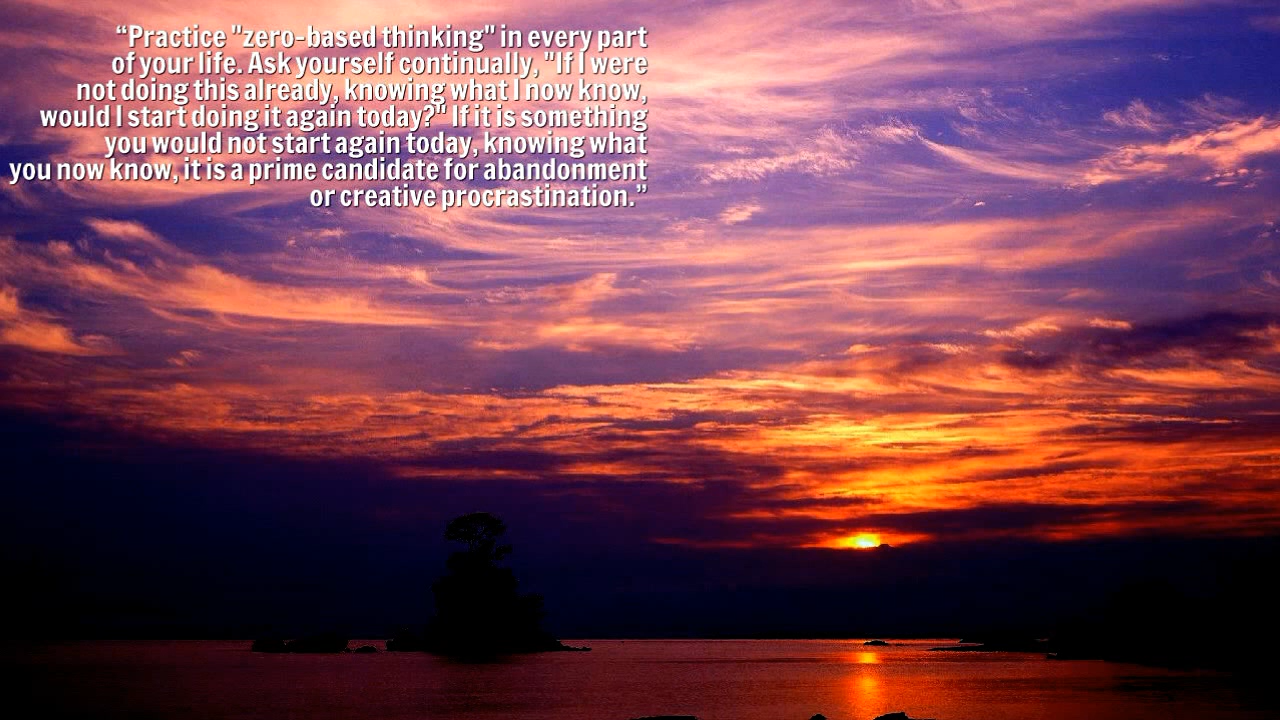 “Practice "zero-based thinking" in every part
of your life. Ask yourself continually, "If I were
not doing this already, knowing what I now know,
would I start doing it again today?" If it is something
you would not start again today, knowing what
you now know, it is a prime candidate for abandonment
or creative procrastination.”